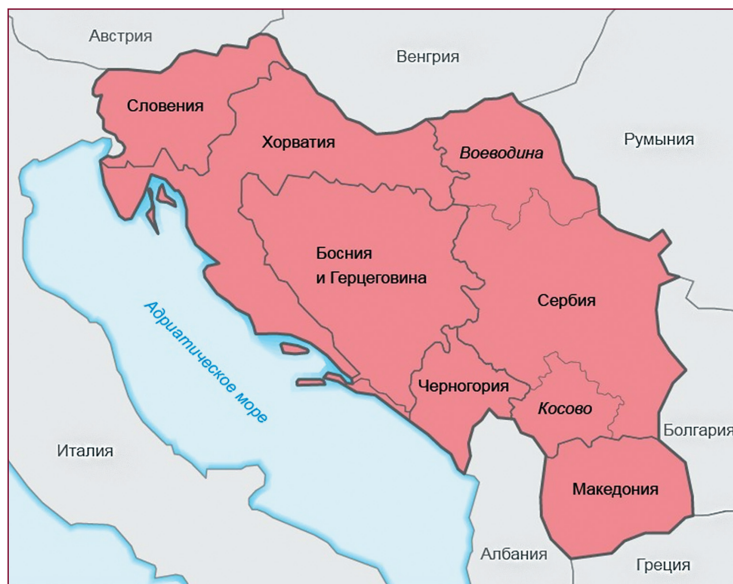 Австрия
Венгрия
Словения
Хорватия
Воеводина
Румыния
Босния
и Герцеговина
Сербия
Адриатическое море
Черногория
Косово
Болгария
Италия
Македония
Албания
Греция